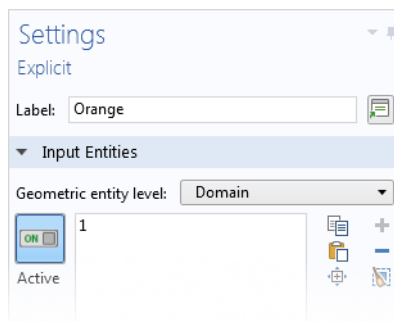 Settings
Explicit
Label: Orange
Input Entities
Geometric entity level: Domain
ON 1
Active